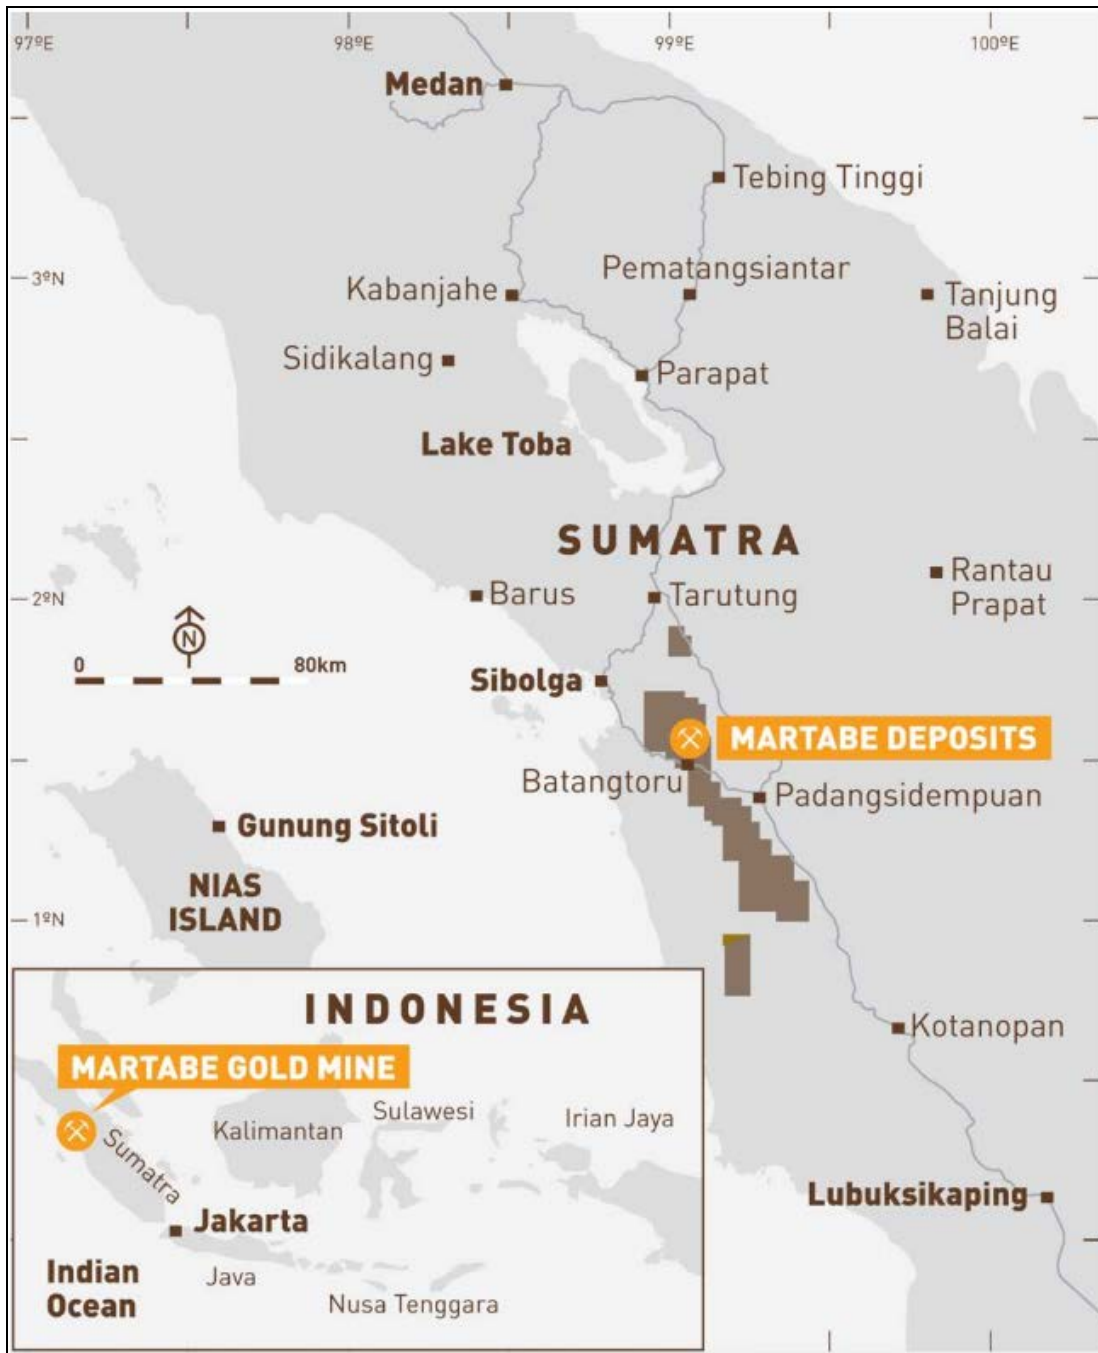 97ºE
98ºE
99ºE
100ºE
Medan
Tebing Tinggi
3ºN
Pematangsiantar
Kabanjahe
Tanjung
Balai
Sidikalang
Parapat
Lake Toba
SUMATRA
Rantau
Prapat
2ºN
Barus
Tarutung
N
0
80km
Sibolga
MARTABE DEPOSITS
Batangtoru
Padangsidempuan
Gunung Sitoli
NIAS
ISLAND
1ºN
INDONESIA
Kotanopan
MARTABE GOLD MINE
Sulawesi
Irian Jaya
Kalimantan
Sumatra
Lubuksikaping
Jakarta
Indian
Ocean
Java
Nusa Tenggara